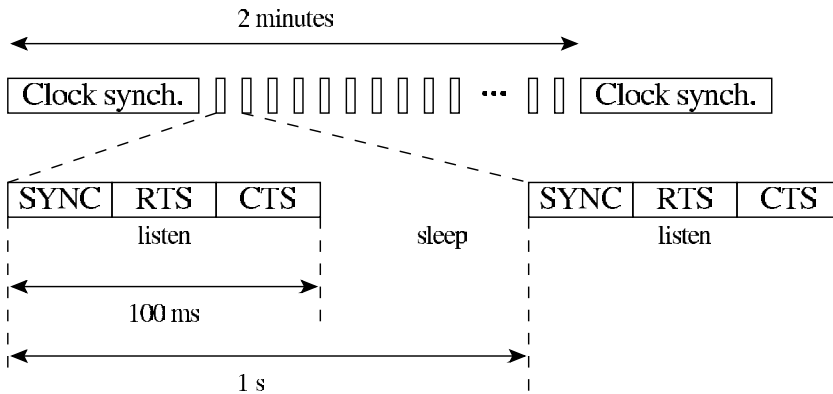 2 minutes
Clock synch. ... Clock synch.
SYNC RTS CTS SYNC RTS CTS
listen sleep listen
100 ms
1 s